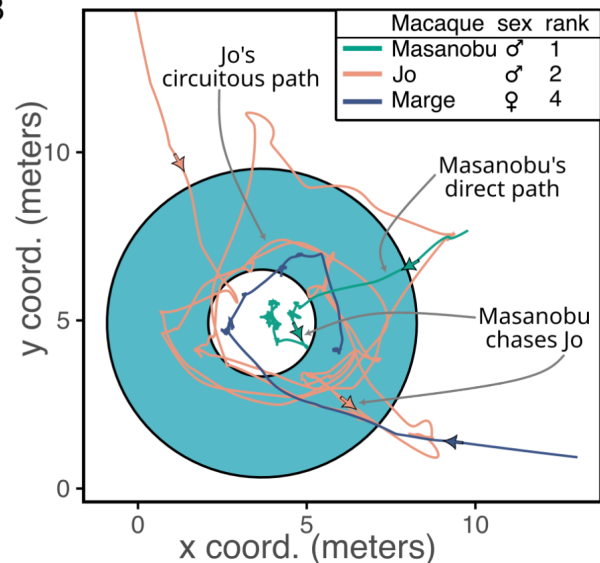 B
Macaque sex rank
Masanobu ♂ 1
Jo ♂ 2
Marge ♀ 4
Jo's
circuitous path
Masanobu's
direct path
Masanobu
chases Jo
y coord. (meters)
10
5
0
0 5 10
x coord. (meters)